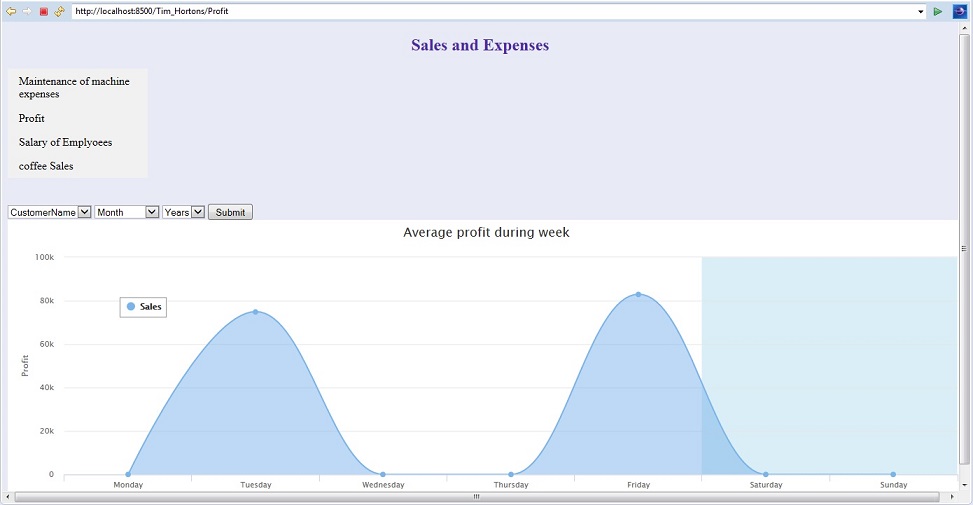 http://localhost:8500/Tim_Hortons/Profit
Sales and Expenses
Maintenance of machine
expenses
Profit
Salary of Emplyoees
coffee Sales
CustomerName Month Years Submit
Average profit during week
100k
80k
Sales
60k
Profit
40k
20k
0
Monday Tuesday Wednesday Thursday Friday Saturday Sunday